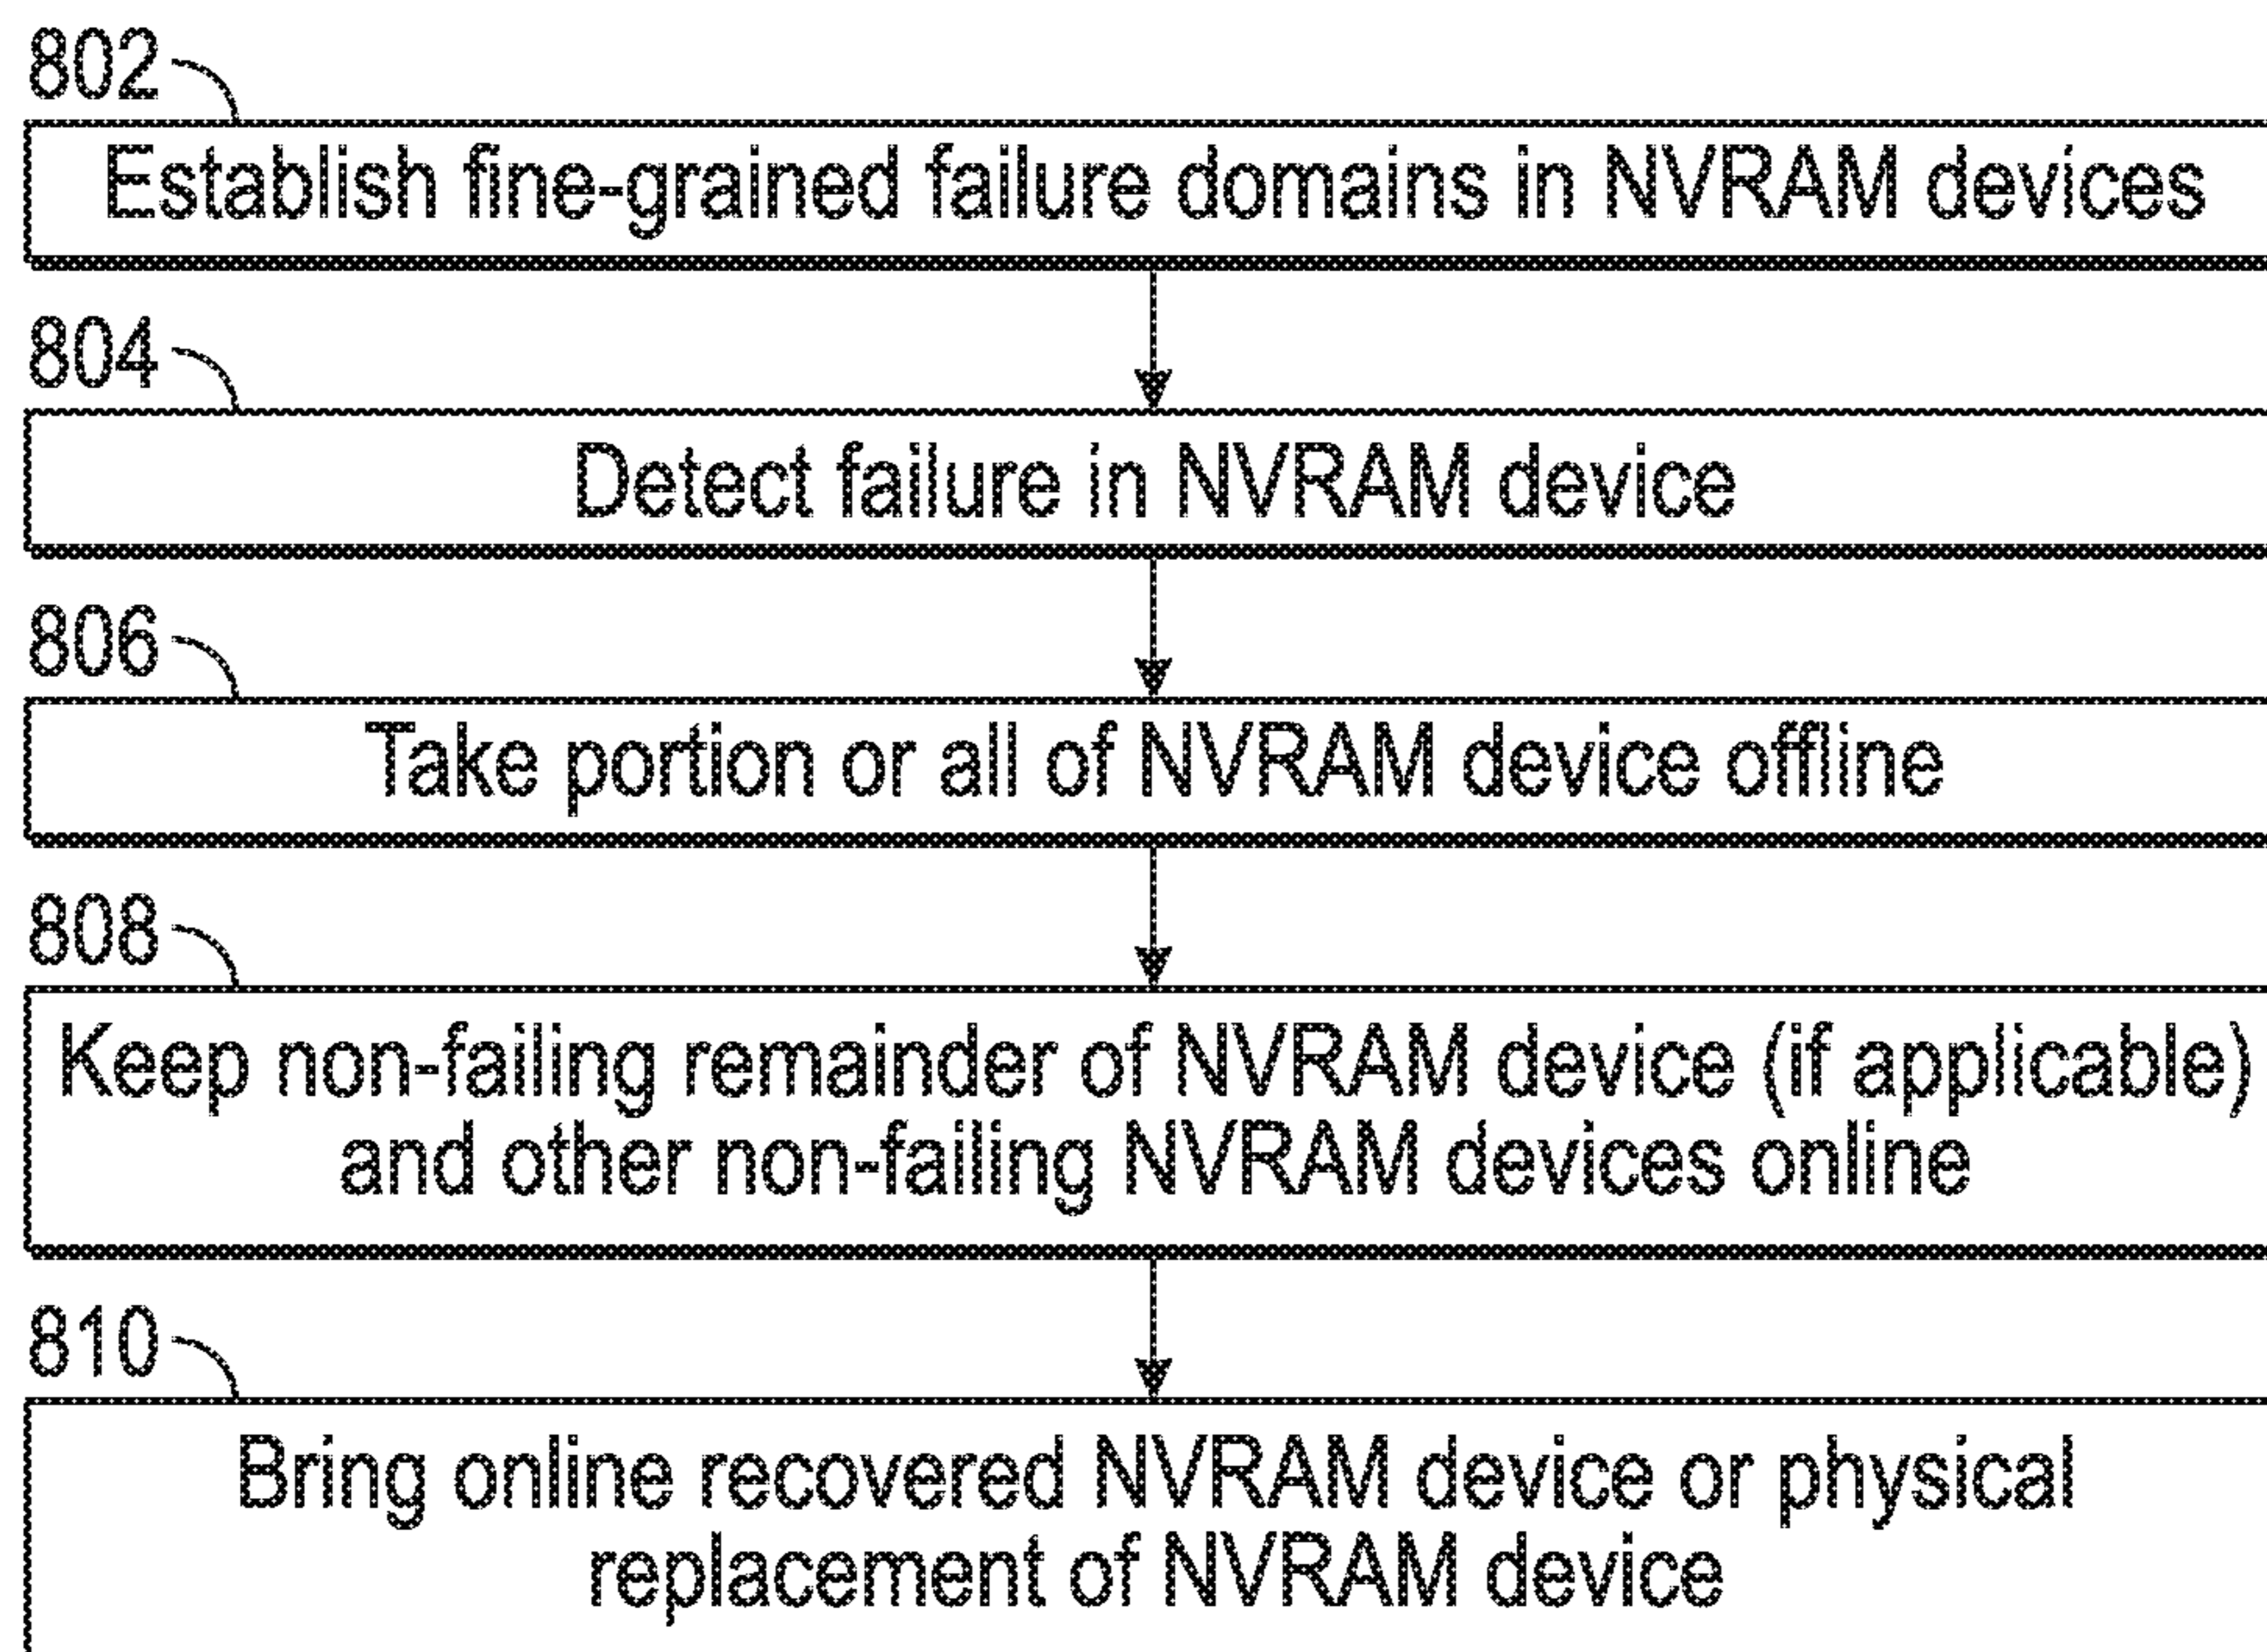 802
Establish fine-grained failure domains in NVRAM devices
804
Detect failure in NVRAM device
806
Take portion or all of NVRAM device offline
808
Keep non-failing remainder of NVRAM device (if applicable)
and other non-failing NVRAM devices online
810
Bring online recovered NVRAM device or physical
replacement of NVRAM device